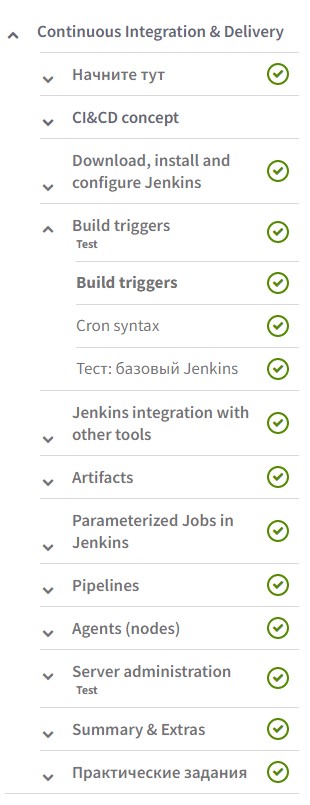 Continuous Integration & Delivery
Начните тут
CI&CD concept
Download, install and
configure Jenkins
Build triggers
Test
Build triggers
Cron syntax
Тест: базовый Jenkins
Jenkins integration with
other tools
Artifacts
Parameterized Jobs in
Jenkins
Pipelines
Agents (nodes)
Server administration
Test
Summary & Extras
Практические задания